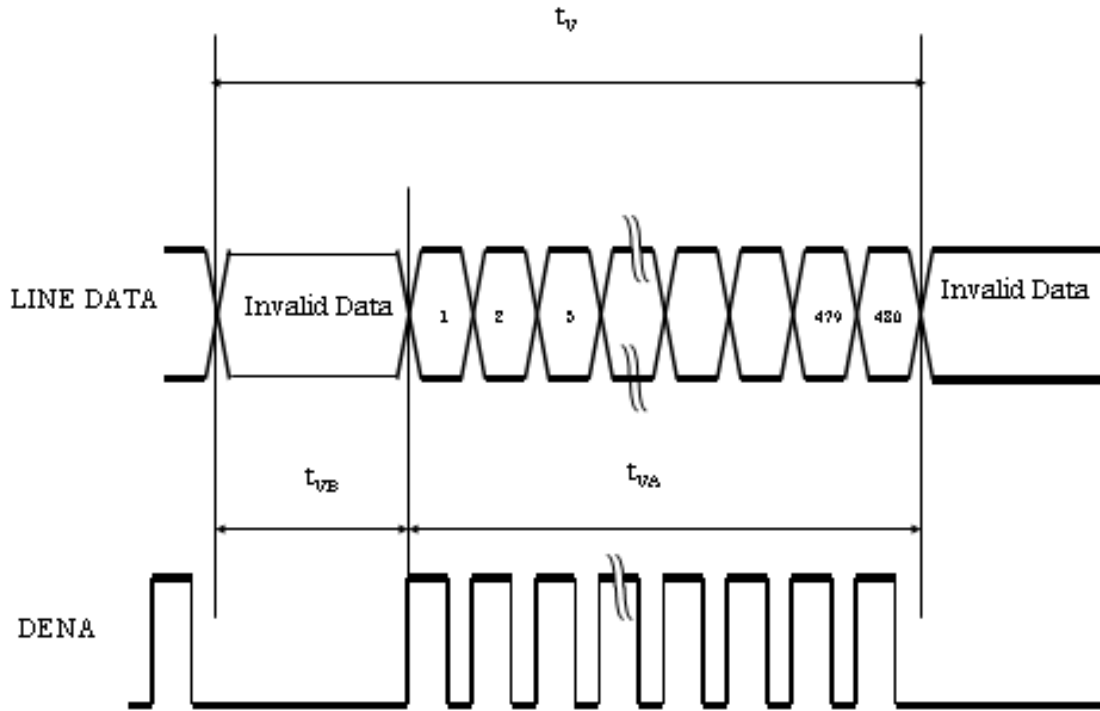 tV
LINE DATA
Invalid Data
1
2
3
479
480
Invalid Data
tVB
tVA
DENA